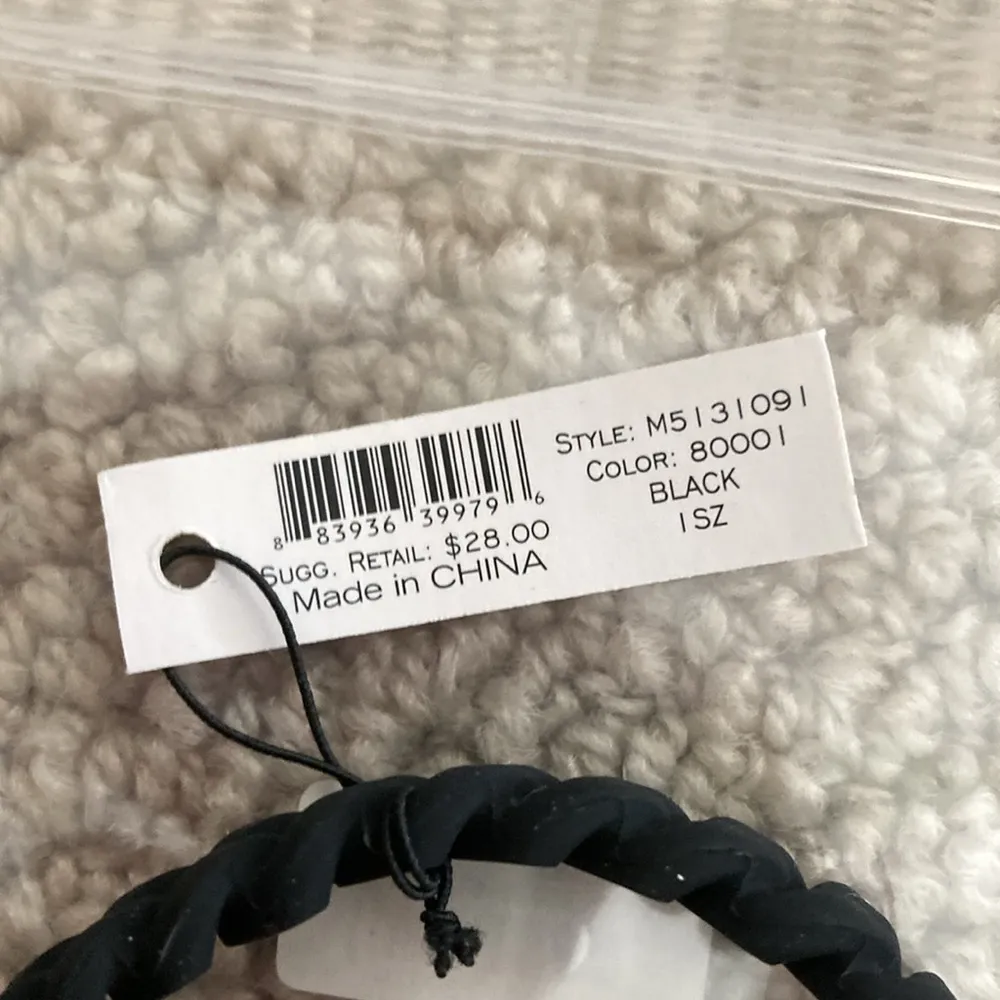 8 83936 39979 6
SUGG. RETAIL: $28.00
Made in CHINA
STYLE: M5131091
COLOR: 80001
BLACK
1SZ